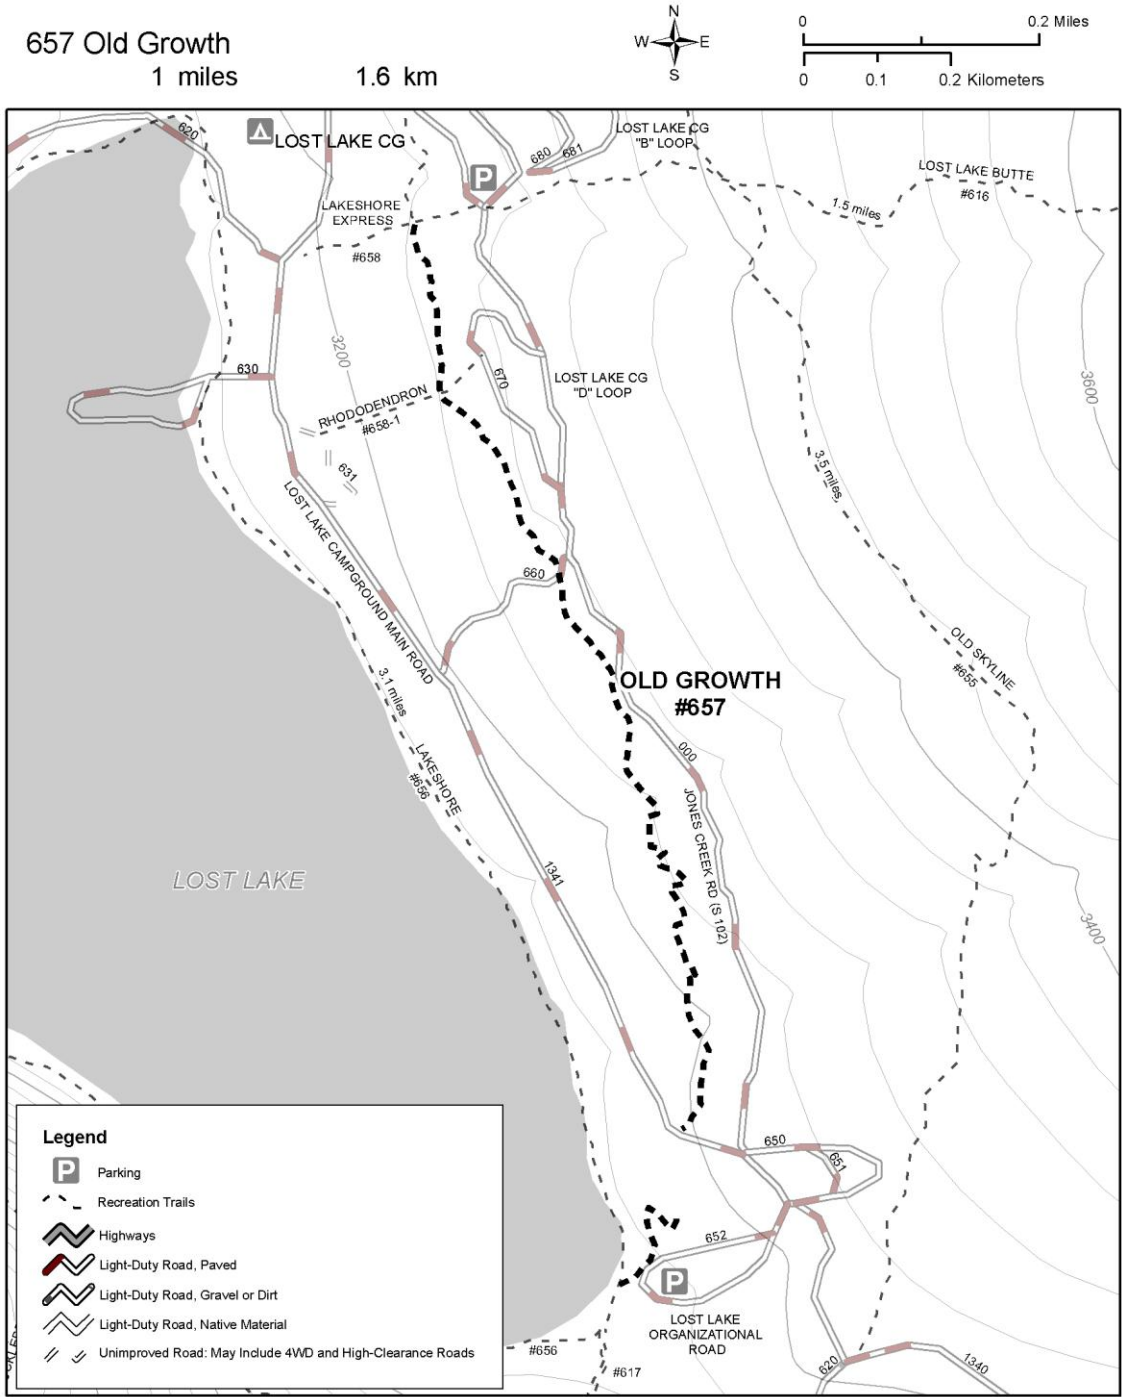 657 Old Growth
1 miles 1.6 km
N
W E
S
0 0.2 Miles
0 0.1 0.2 Kilometers
620
LOST LAKE CG
P
680
681
LOST LAKE CG
"B" LOOP
LOST LAKE BUTTE
#616
1.5 miles
LAKESHORE
EXPRESS
#658
3200
630
670
LOST LAKE CG
"D" LOOP
3600
RHODODENDRON
#658-1
631
3.5 miles
LOST LAKE CAMPGROUND MAIN ROAD
660
OLD SKYLINE
#655
OLD GROWTH
#657
3.1 miles
LAKESHORE
#656
000
JONES CREEK RD (S 102)
LOST LAKE
1341
3400
650
651
652
P
LOST LAKE
ORGANIZATIONAL
ROAD
#656
#617
620
1340
Legend
P Parking
Recreation Trails
Highways
Light-Duty Road, Paved
Light-Duty Road, Gravel or Dirt
Light-Duty Road, Native Material
Unimproved Road: May Include 4WD and High-Clearance Roads